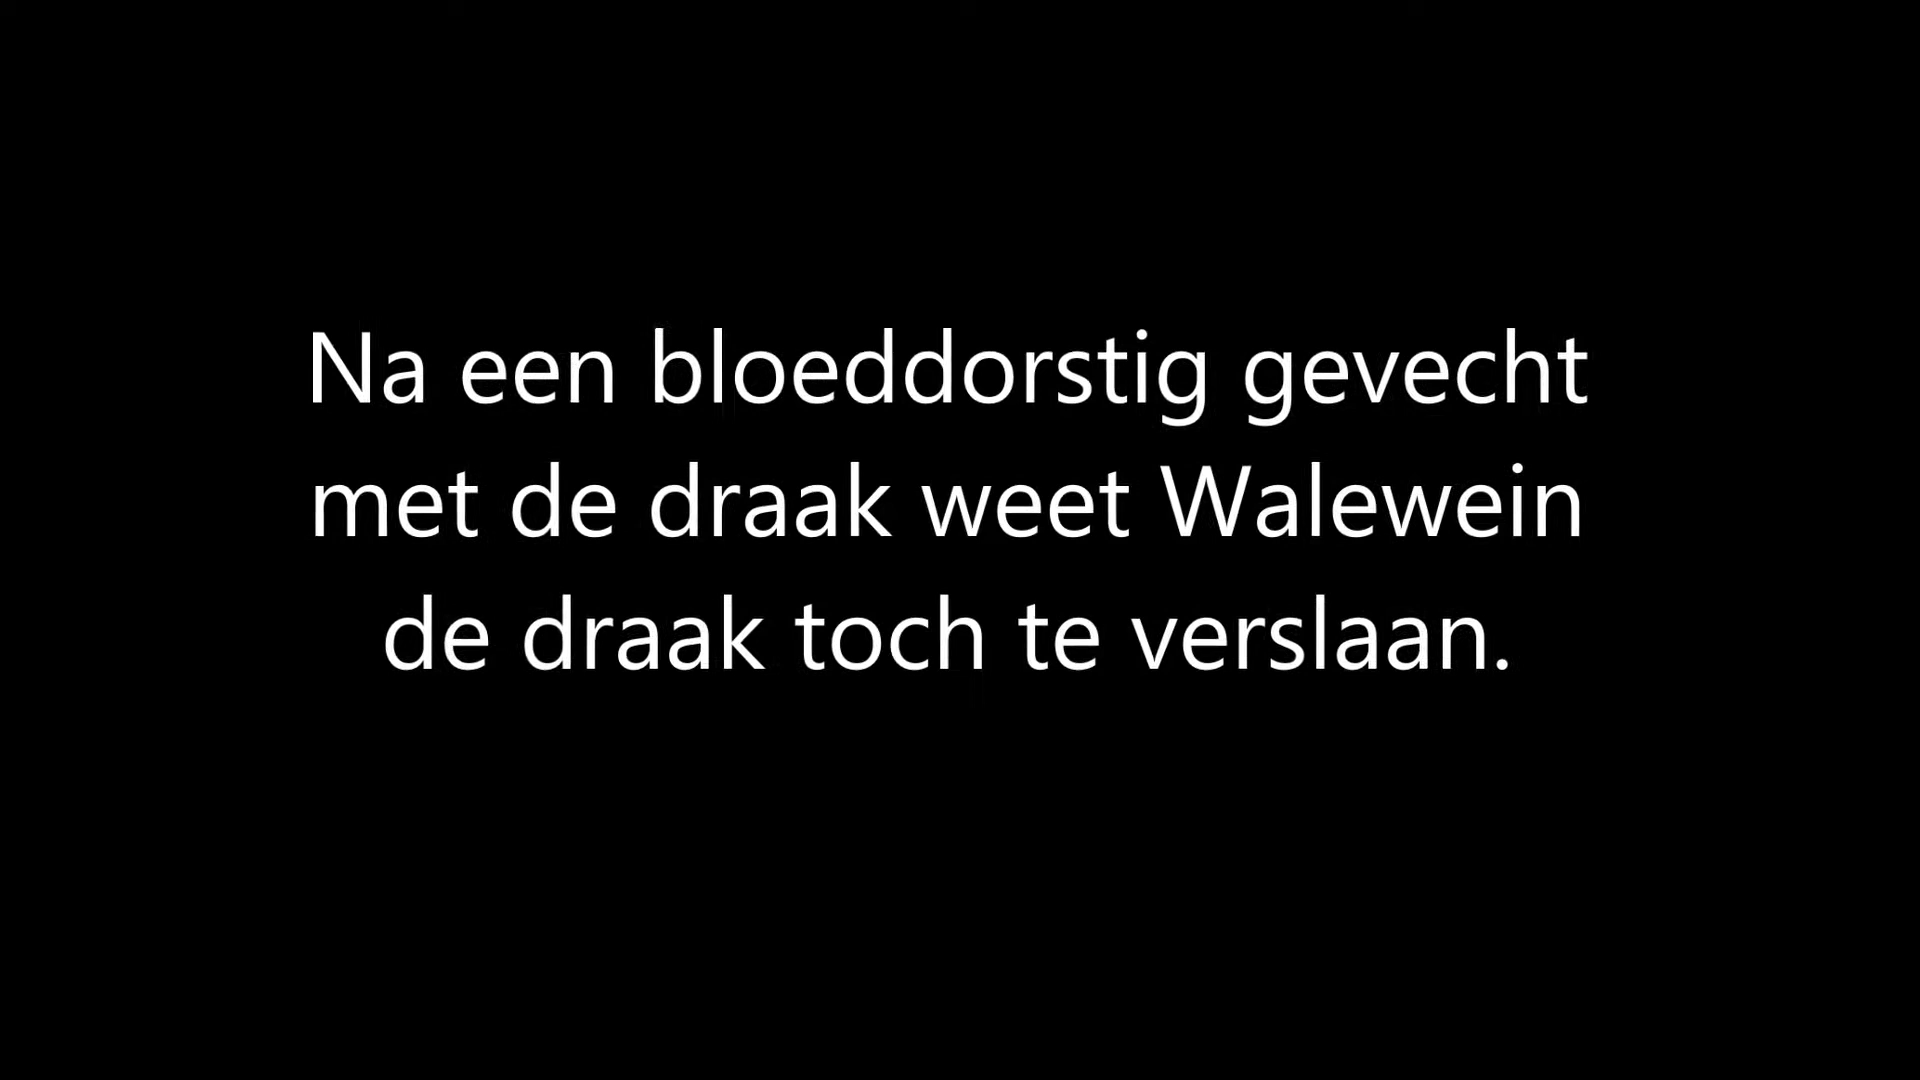 Na een bloeddorstig gevecht
met de draak weet Walewein
de draak toch te verslaan.